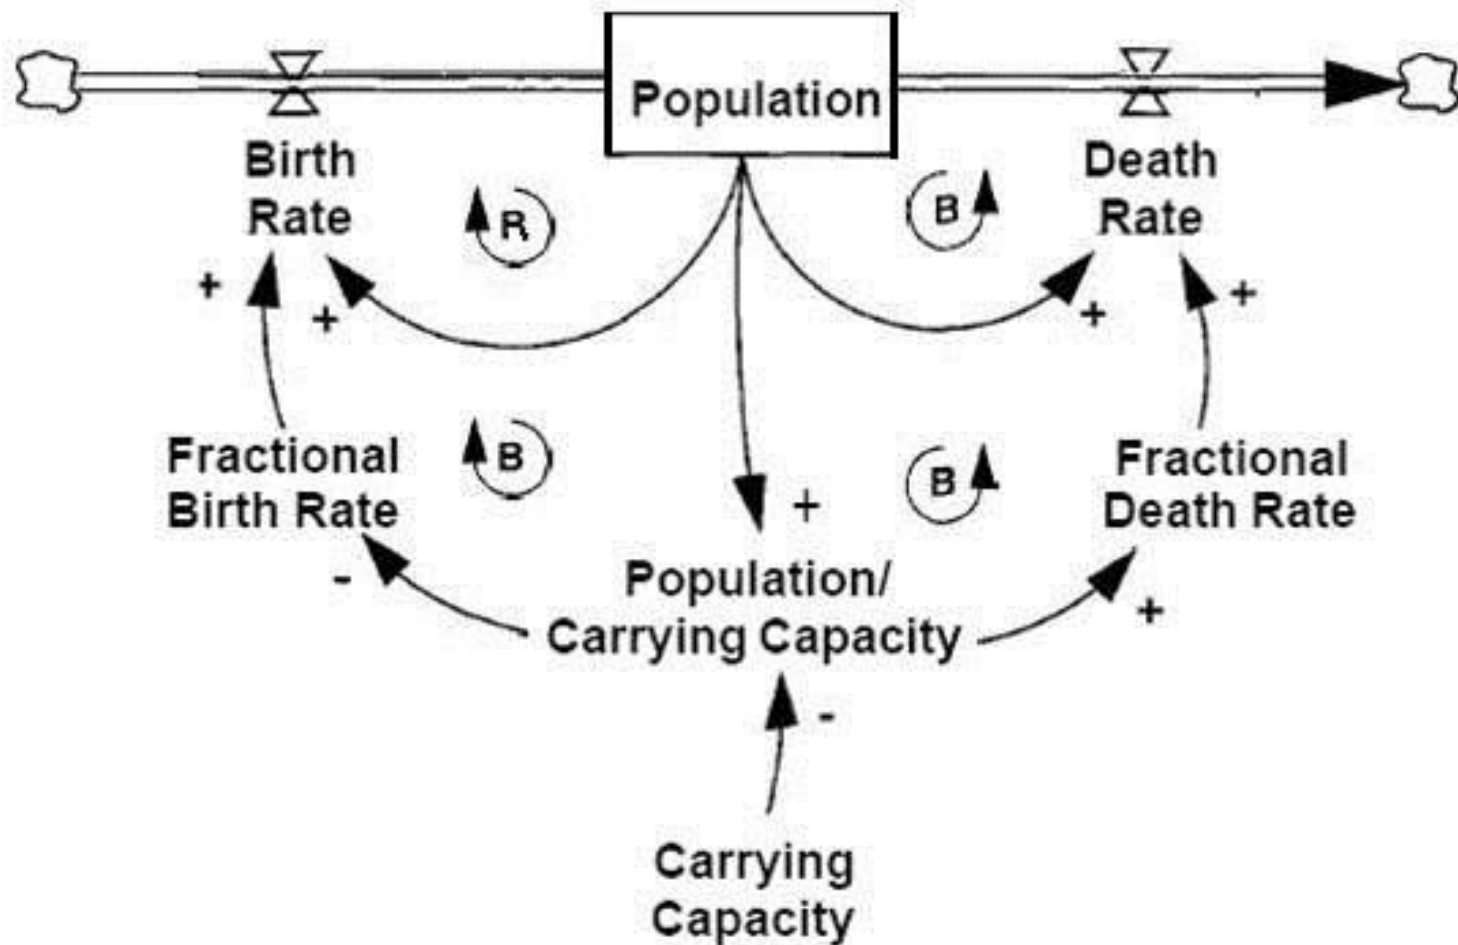 Population
Birth
Rate
R
B
Death
Rate
+
+
+
+
Fractional
Birth Rate
B
B
Fractional
Death Rate
+
-
Population/
Carrying Capacity
+
-
Carrying
Capacity